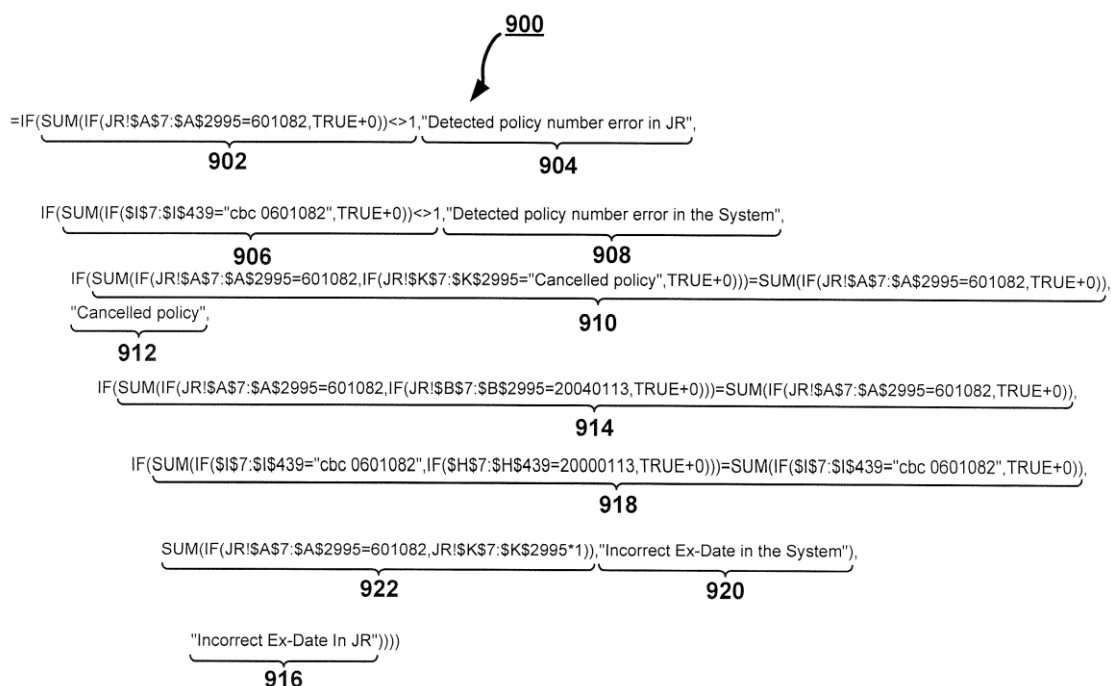 900
=IF(SUM(IF(JR!$A$7:$A$2995=601082,TRUE+0))<>1,"Detected policy number error in JR",
902 904
IF(SUM(IF($I$7:$I$439="cbc 0601082",TRUE+0))<>1,"Detected policy number error in the System",
906 908
IF(SUM(IF(JR!$A$7:$A$2995=601082,IF(JR!$K$7:$K$2995="Cancelled policy",TRUE+0)))=SUM(IF(JR!$A$7:$A$2995=601082,TRUE+0)),
910
"Cancelled policy",
912
IF(SUM(IF(JR!$A$7:$A$2995=601082,IF(JR!$B$7:$B$2995=20040113,TRUE+0)))=SUM(IF(JR!$A$7:$A$2995=601082,TRUE+0)),
914
IF(SUM(IF($I$7:$I$439="cbc 0601082",IF($H$7:$H$439=20000113,TRUE+0)))=SUM(IF($I$7:$I$439="cbc 0601082",TRUE+0)),
918
SUM(IF(JR!$A$7:$A$2995=601082,JR!$K$7:$K$2995*1)),"Incorrect Ex-Date in the System"),
922 920
"Incorrect Ex-Date In JR"))))
916